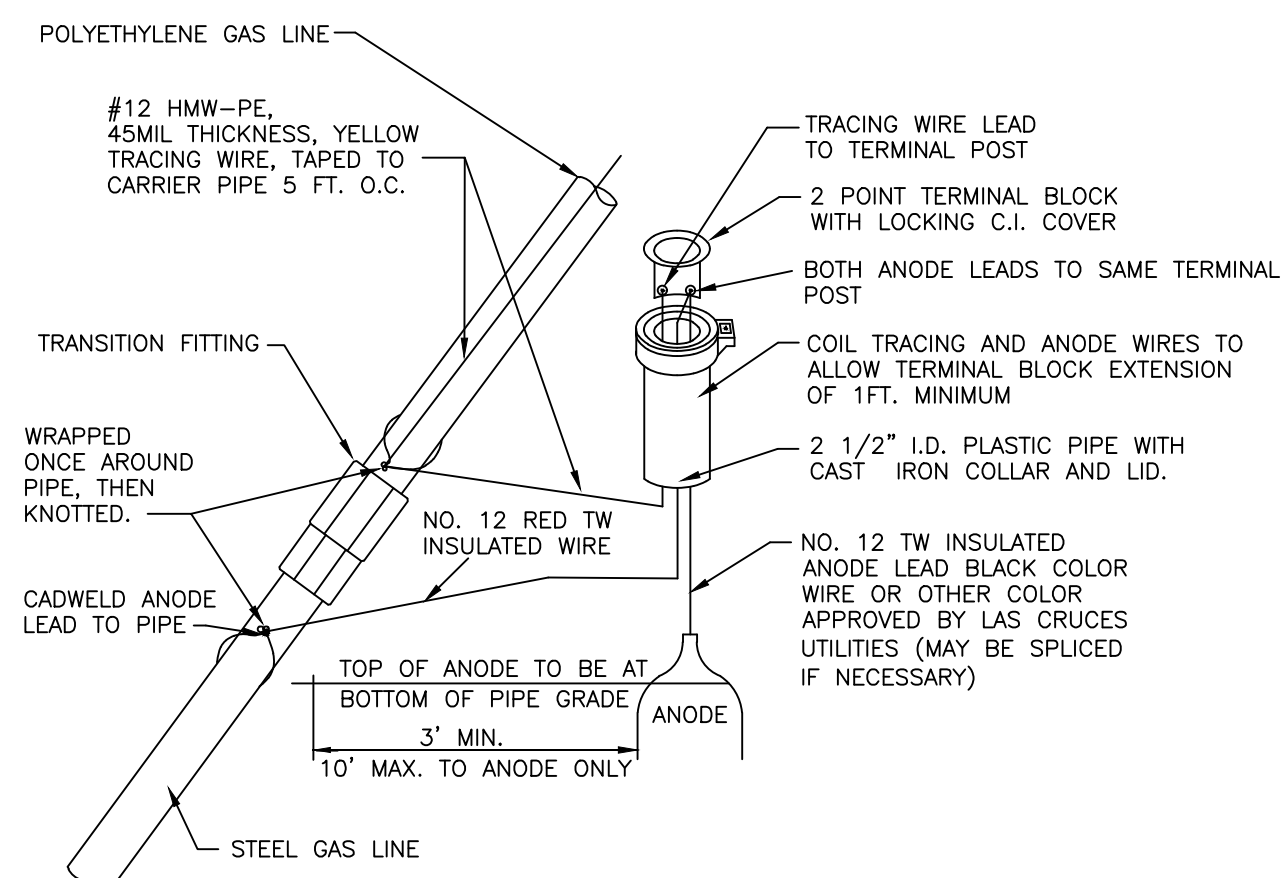 POLYETHYLENE GAS LINE
#12 HMW-PE,
45MIL THICKNESS, YELLOW
TRACING WIRE, TAPED TO
CARRIER PIPE 5 FT. O.C.
TRACING WIRE LEAD
TO TERMINAL POST
2 POINT TERMINAL BLOCK
WITH LOCKING C.I. COVER
BOTH ANODE LEADS TO SAME TERMINAL
POST
TRANSITION FITTING
COIL TRACING AND ANODE WIRES TO
ALLOW TERMINAL BLOCK EXTENSION
OF 1FT. MINIMUM
WRAPPED
ONCE AROUND
PIPE, THEN
KNOTTED.
2 1/2" I.D. PLASTIC PIPE WITH
CAST IRON COLLAR AND LID.
NO. 12 RED TW
INSULATED WIRE
NO. 12 TW INSULATED
ANODE LEAD BLACK COLOR
WIRE OR OTHER COLOR
APPROVED BY LAS CRUCES
UTILITIES (MAY BE SPLICED
IF NECESSARY)
CADWELD ANODE
LEAD TO PIPE
TOP OF ANODE TO BE AT
BOTTOM OF PIPE GRADE
ANODE
3' MIN.
10' MAX. TO ANODE ONLY
STEEL GAS LINE